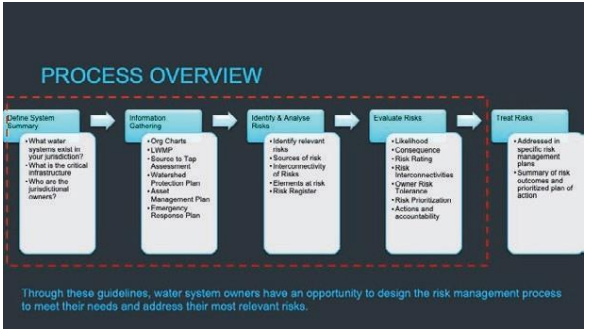 PROCESS OVERVIEW
Define System
Summary
•What water
systems exist in
your jurisdiction?
•What is the critical
infrastructure
•Who are the
jurisdictional
owners?
Information
Gathering
•Org Charts
•LWMP
•Source to Tap
Assessment
•Watershed
Protection Plan
•Asset
Management Plan
•Emergency
Response Plan
Identify & Analyse
Risks
•Identify relevant
risks
•Sources of risk
•Interconnectivity
of Risks
•Elements at risk
•Risk Register
Evaluate Risks
•Likelihood
•Consequence
•Risk Rating
•Risk
Interconnectivities
•Owner Risk
Tolerance
•Risk Prioritization
•Actions and
accountability
Treat Risks
•Addressed in
specific risk
management
plans
•Summary of risk
outcomes and
prioritized plan of
action
Through these guidelines, water system owners have an opportunity to design the risk management process
to meet their needs and address their most relevant risks.